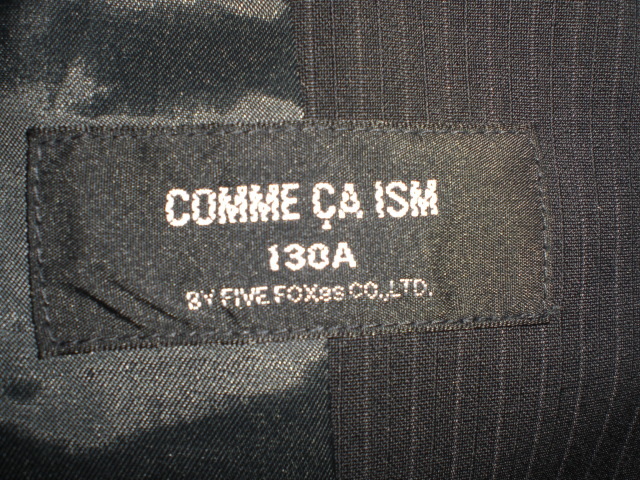 COMME ÇA ISM
130A
BY FIVE FOXes CO.,LTD.